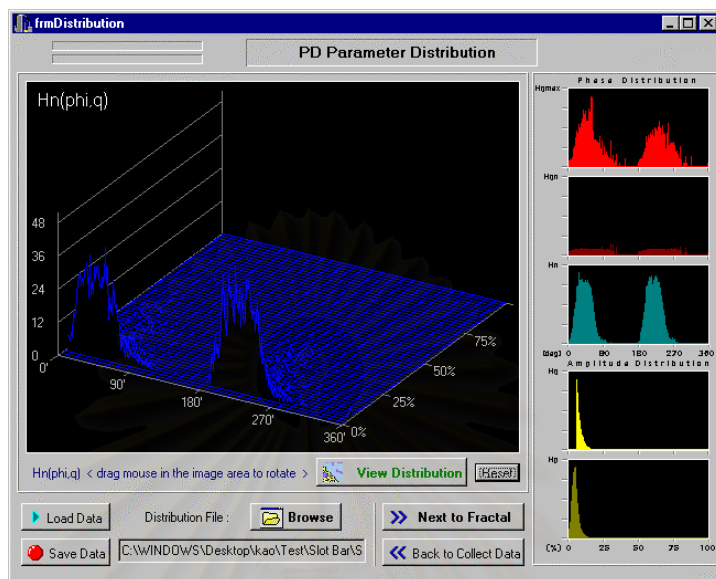 frmDistribution
PD Parameter Distribution
Hn(phi,q)
48
36
24
12
0
0'
90'
180'
270'
360'
0%
25%
50%
75%
Phase Distribution
Hqmax
Hqn
Hn
(deg) 0 90 180 270 360
Amplitude Distribution
Hq
Hp
(%) 0 25 50 75 100
Hn(phi,q) < drag mouse in the image area to rotate >
View Distribution
Reset
Load Data
Distribution File :
Browse
Next to Fractal
Save Data
C:\WINDOWS\Desktop\kao\Test\Slot Bar\S
Back to Collect Data